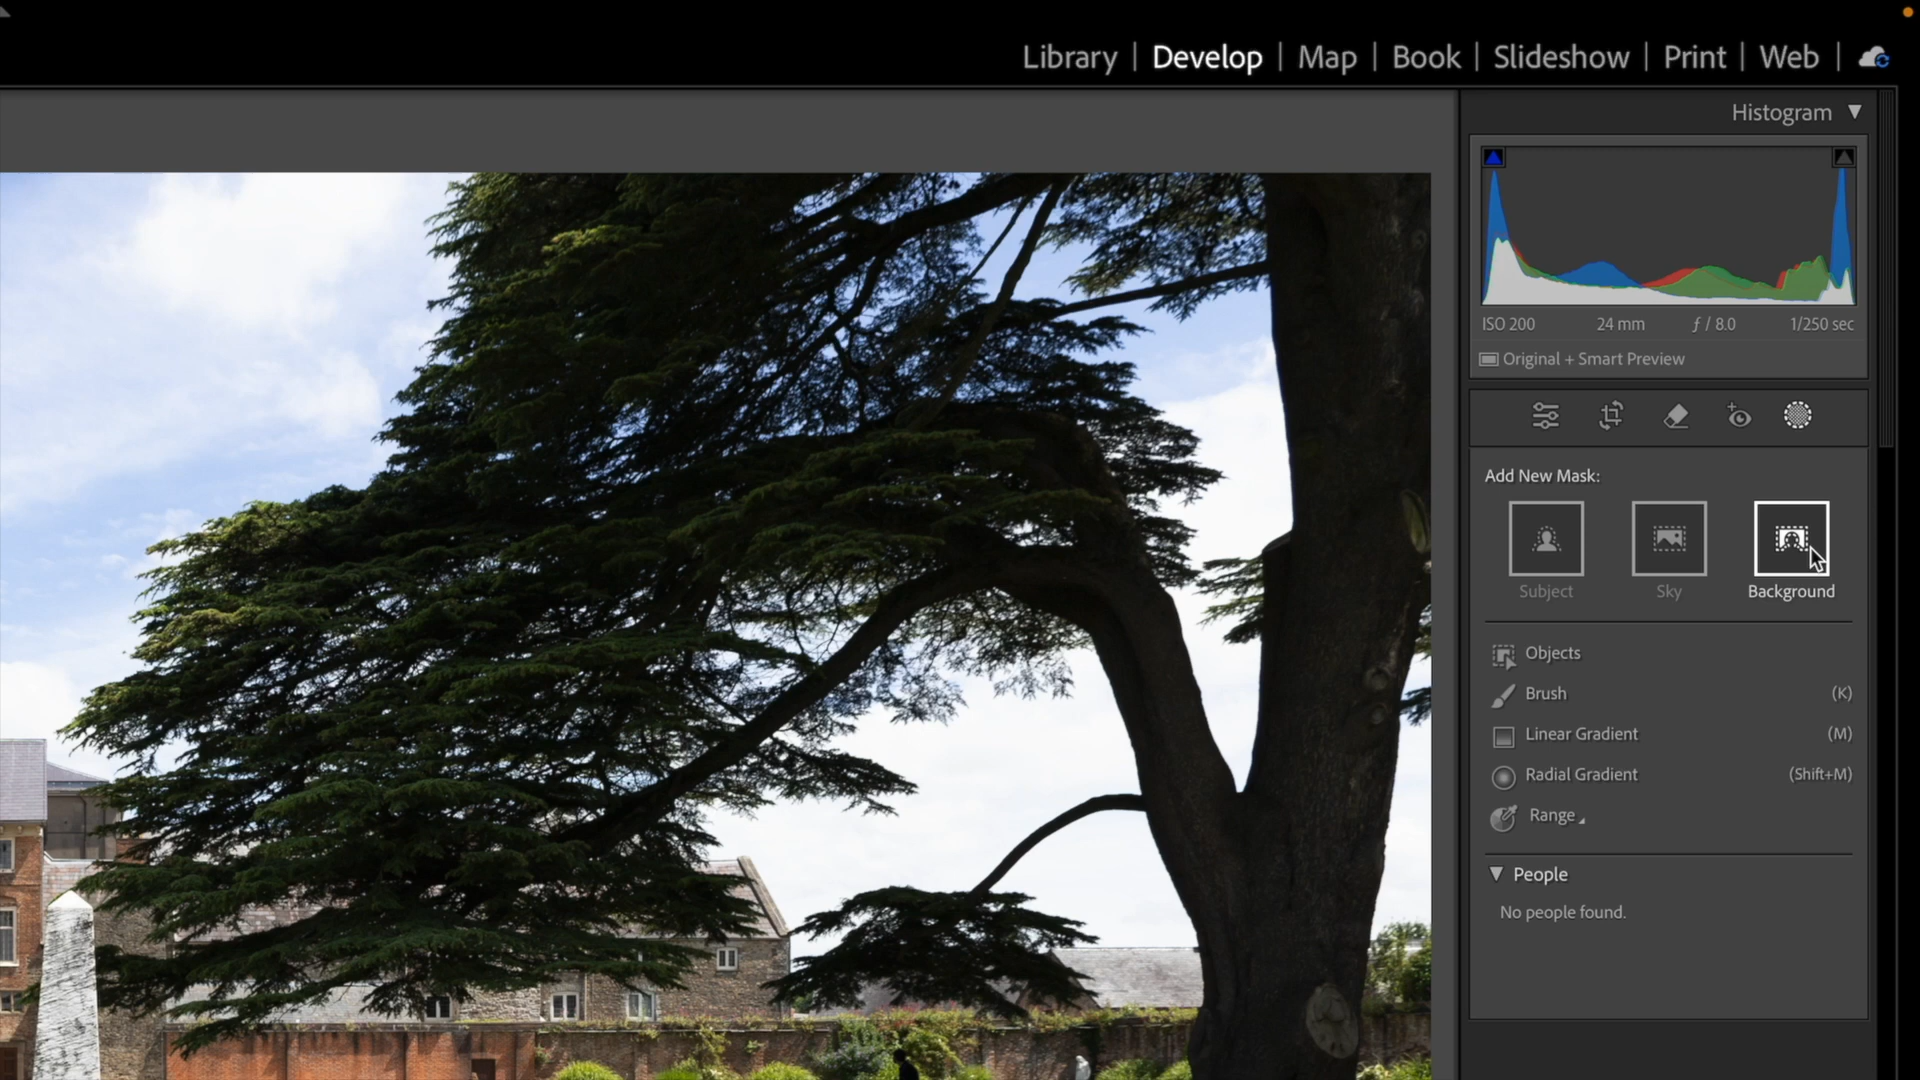 Library | Develop | Map | Book | Slideshow | Print | Web |
Histogram
ISO 200 24 mm ƒ / 8.0 1/250 sec
Original + Smart Preview
Add New Mask:
Subject Sky Background
Objects
Brush (K)
Linear Gradient (M)
Radial Gradient (Shift+M)
Range
People
No people found.